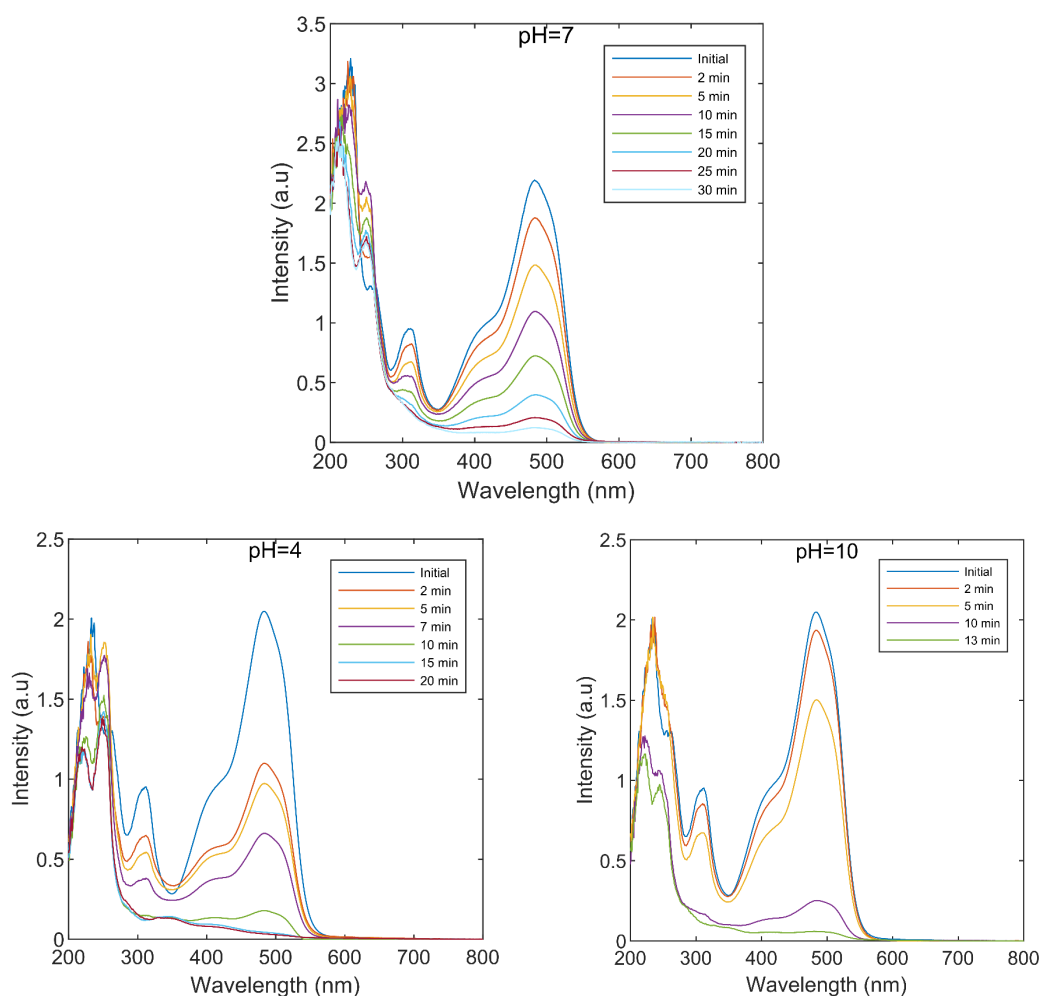 pH=7
3.5
3
2.5
2
1.5
1
0.5
0
Intensity (a.u)
Initial
2 min
5 min
10 min
15 min
20 min
25 min
30 min
200 300 400 500 600 700 800
Wavelength (nm)
pH=4
2.5
2
1.5
1
0.5
0
Intensity (a.u)
Initial
2 min
5 min
7 min
10 min
15 min
20 min
200 300 400 500 600 700 800
Wavelength (nm)
pH=10
2.5
2
1.5
1
0.5
0
Intensity (a.u)
Initial
2 min
5 min
10 min
13 min
200 300 400 500 600 700 800
Wavelength (nm)